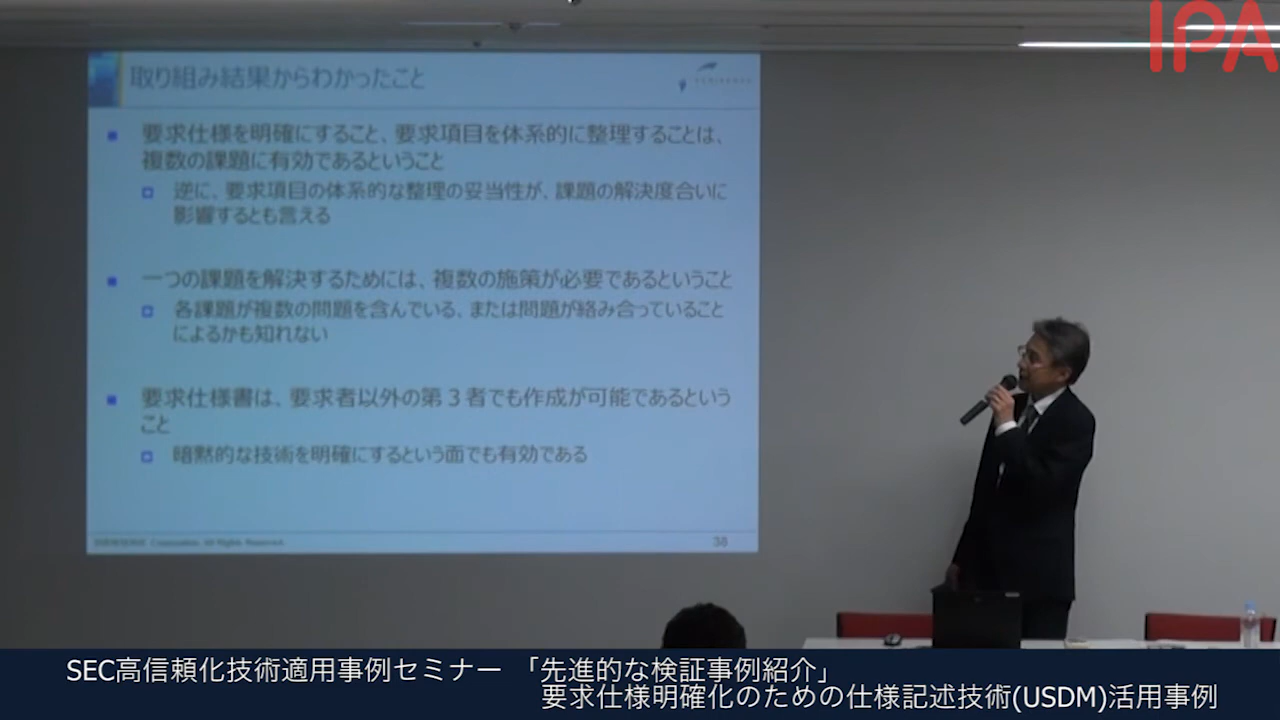 IPA
取り組み結果からわかったこと
要求仕様を明確にすること、要求項目を体系的に整理することは、
複数の課題に有効であるということ
逆に、要求項目の体系的な整理の妥当性が、課題の解決度合いに
影響するとも言える
一つの課題を解決するためには、複数の施策が必要であるということ
各課題が複数の問題を含んでいる、または問題が絡み合っていること
によるかも知れない
要求仕様書は、要求者以外の第３者でも作成が可能であるという
こと
暗黙的な技術を明確にするという面でも有効である
Corporation. All Rights Reserved.
38
SEC高信頼化技術適用事例セミナー 「先進的な検証事例紹介」
要求仕様明確化のための仕様記述技術(USDM)活用事例